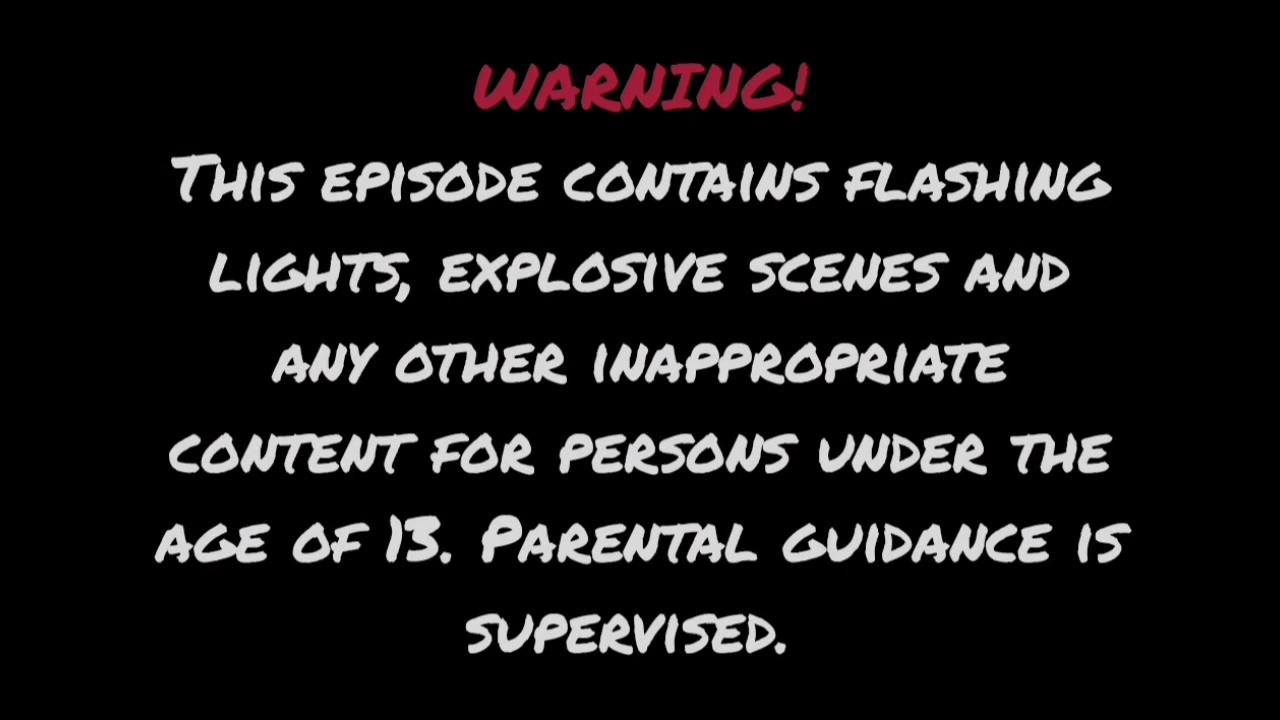 WARNING!
This episode contains flashing
lights, explosive scenes and
any other inappropriate
content for persons under the
age of 13. Parental guidance is
supervised.